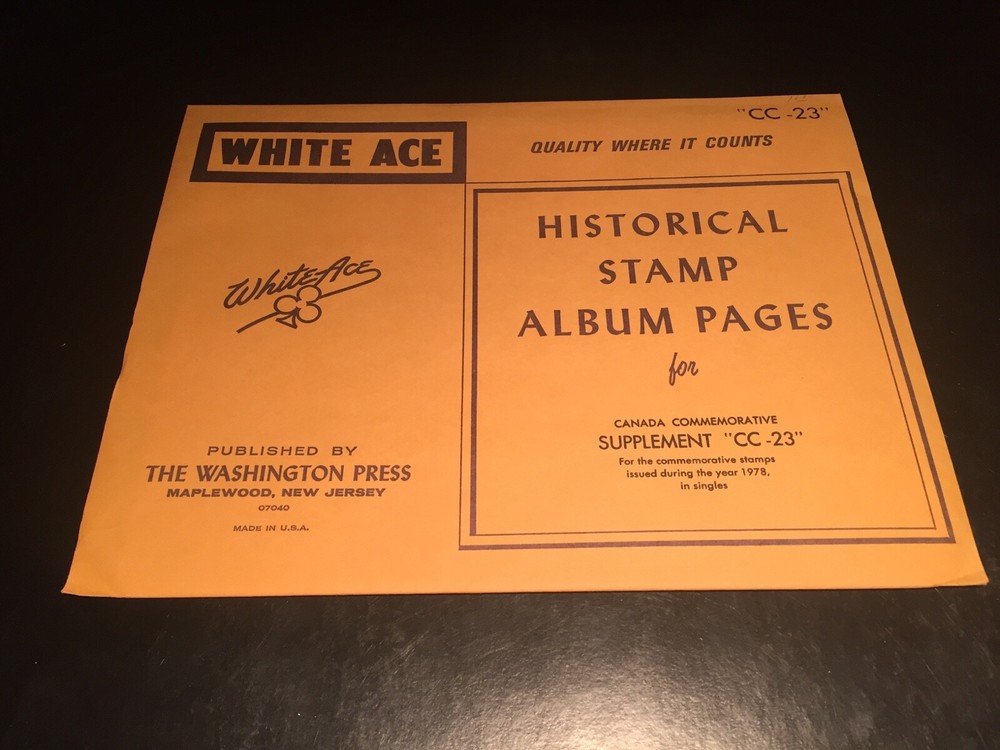 "CC-23"
WHITE ACE
QUALITY WHERE IT COUNTS
White Ace
HISTORICAL
STAMP
ALBUM PAGES
for
CANADA COMMEMORATIVE
SUPPLEMENT "CC-23"
For the commemorative stamps
issued during the year 1978,
in singles
PUBLISHED BY
THE WASHINGTON PRESS
MAPLEWOOD, NEW JERSEY
07040
MADE IN U.S.A.